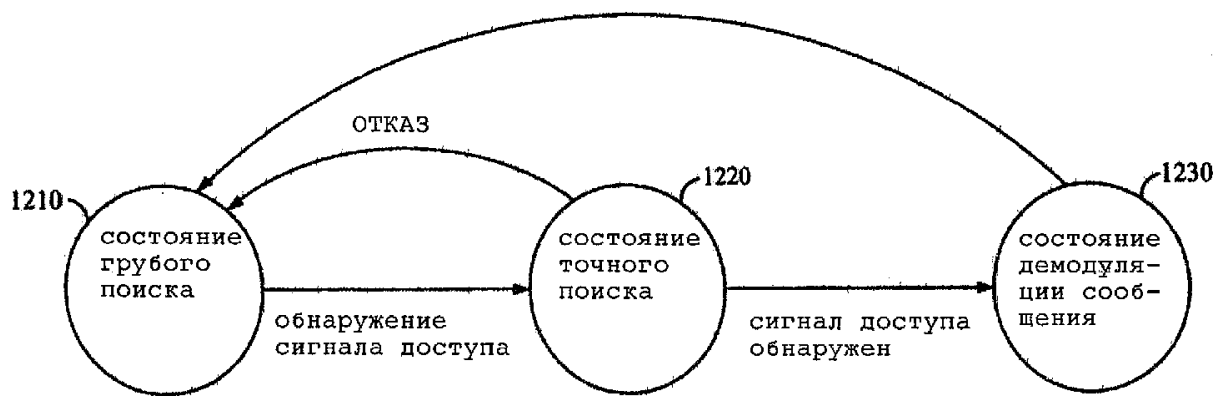 ОТКАЗ
1210
состояние
грубого
поиска
1220
состояние
точного
поиска
1230
состояние
демодуля-
ции сооб-
щения
обнаружение
сигнала доступа
сигнал доступа
обнаружен